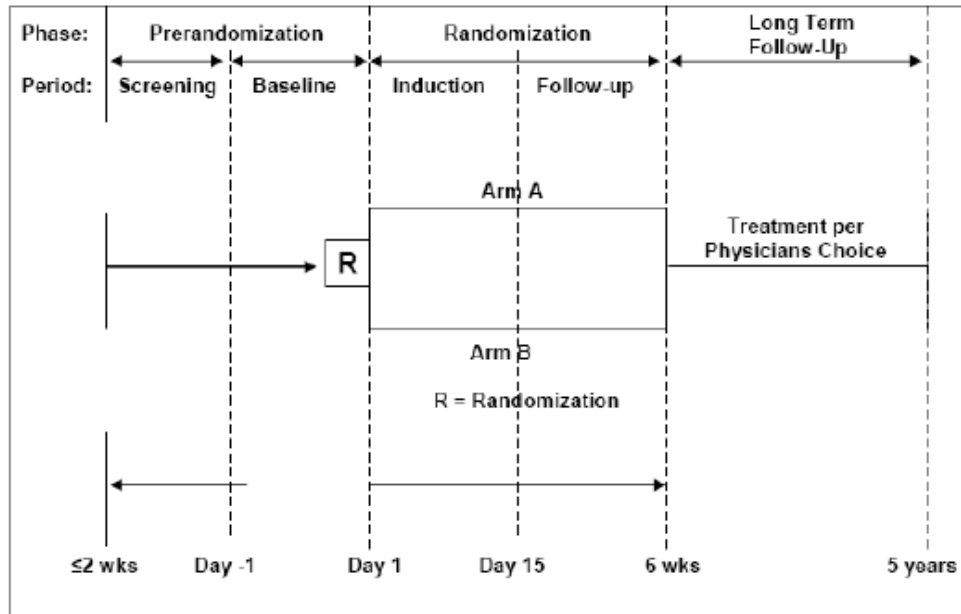 Phase: Prerandomization Randomization Long Term
Follow-Up
Period: Screening Baseline Induction Follow-up
Arm A
R
Treatment per
Physicians Choice
Arm B
R = Randomization
≤2 wks Day -1 Day 1 Day 15 6 wks 5 years